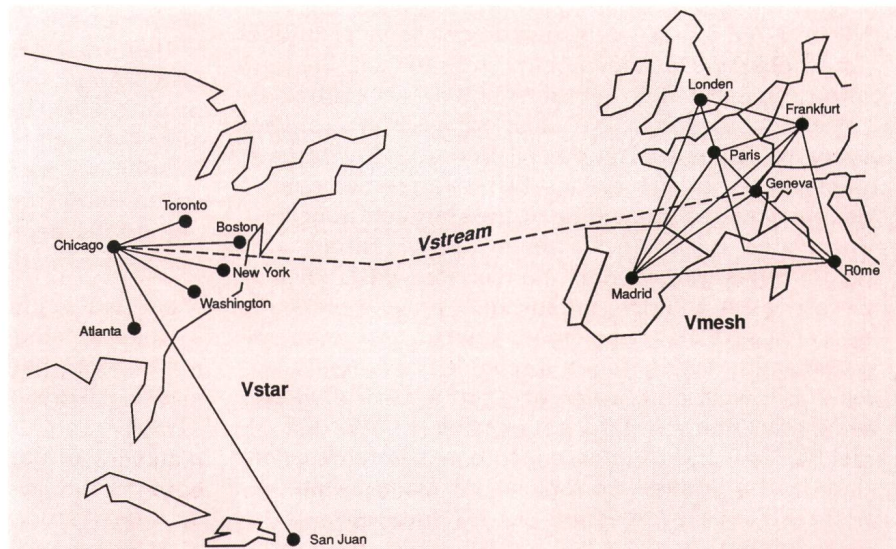 Londen
Frankfurt
Paris
Geneva
Toronto
Boston
Chicago
Vstream
New York
R0me
Madrid
Washington
Vmesh
Atlanta
Vstar
San Juan